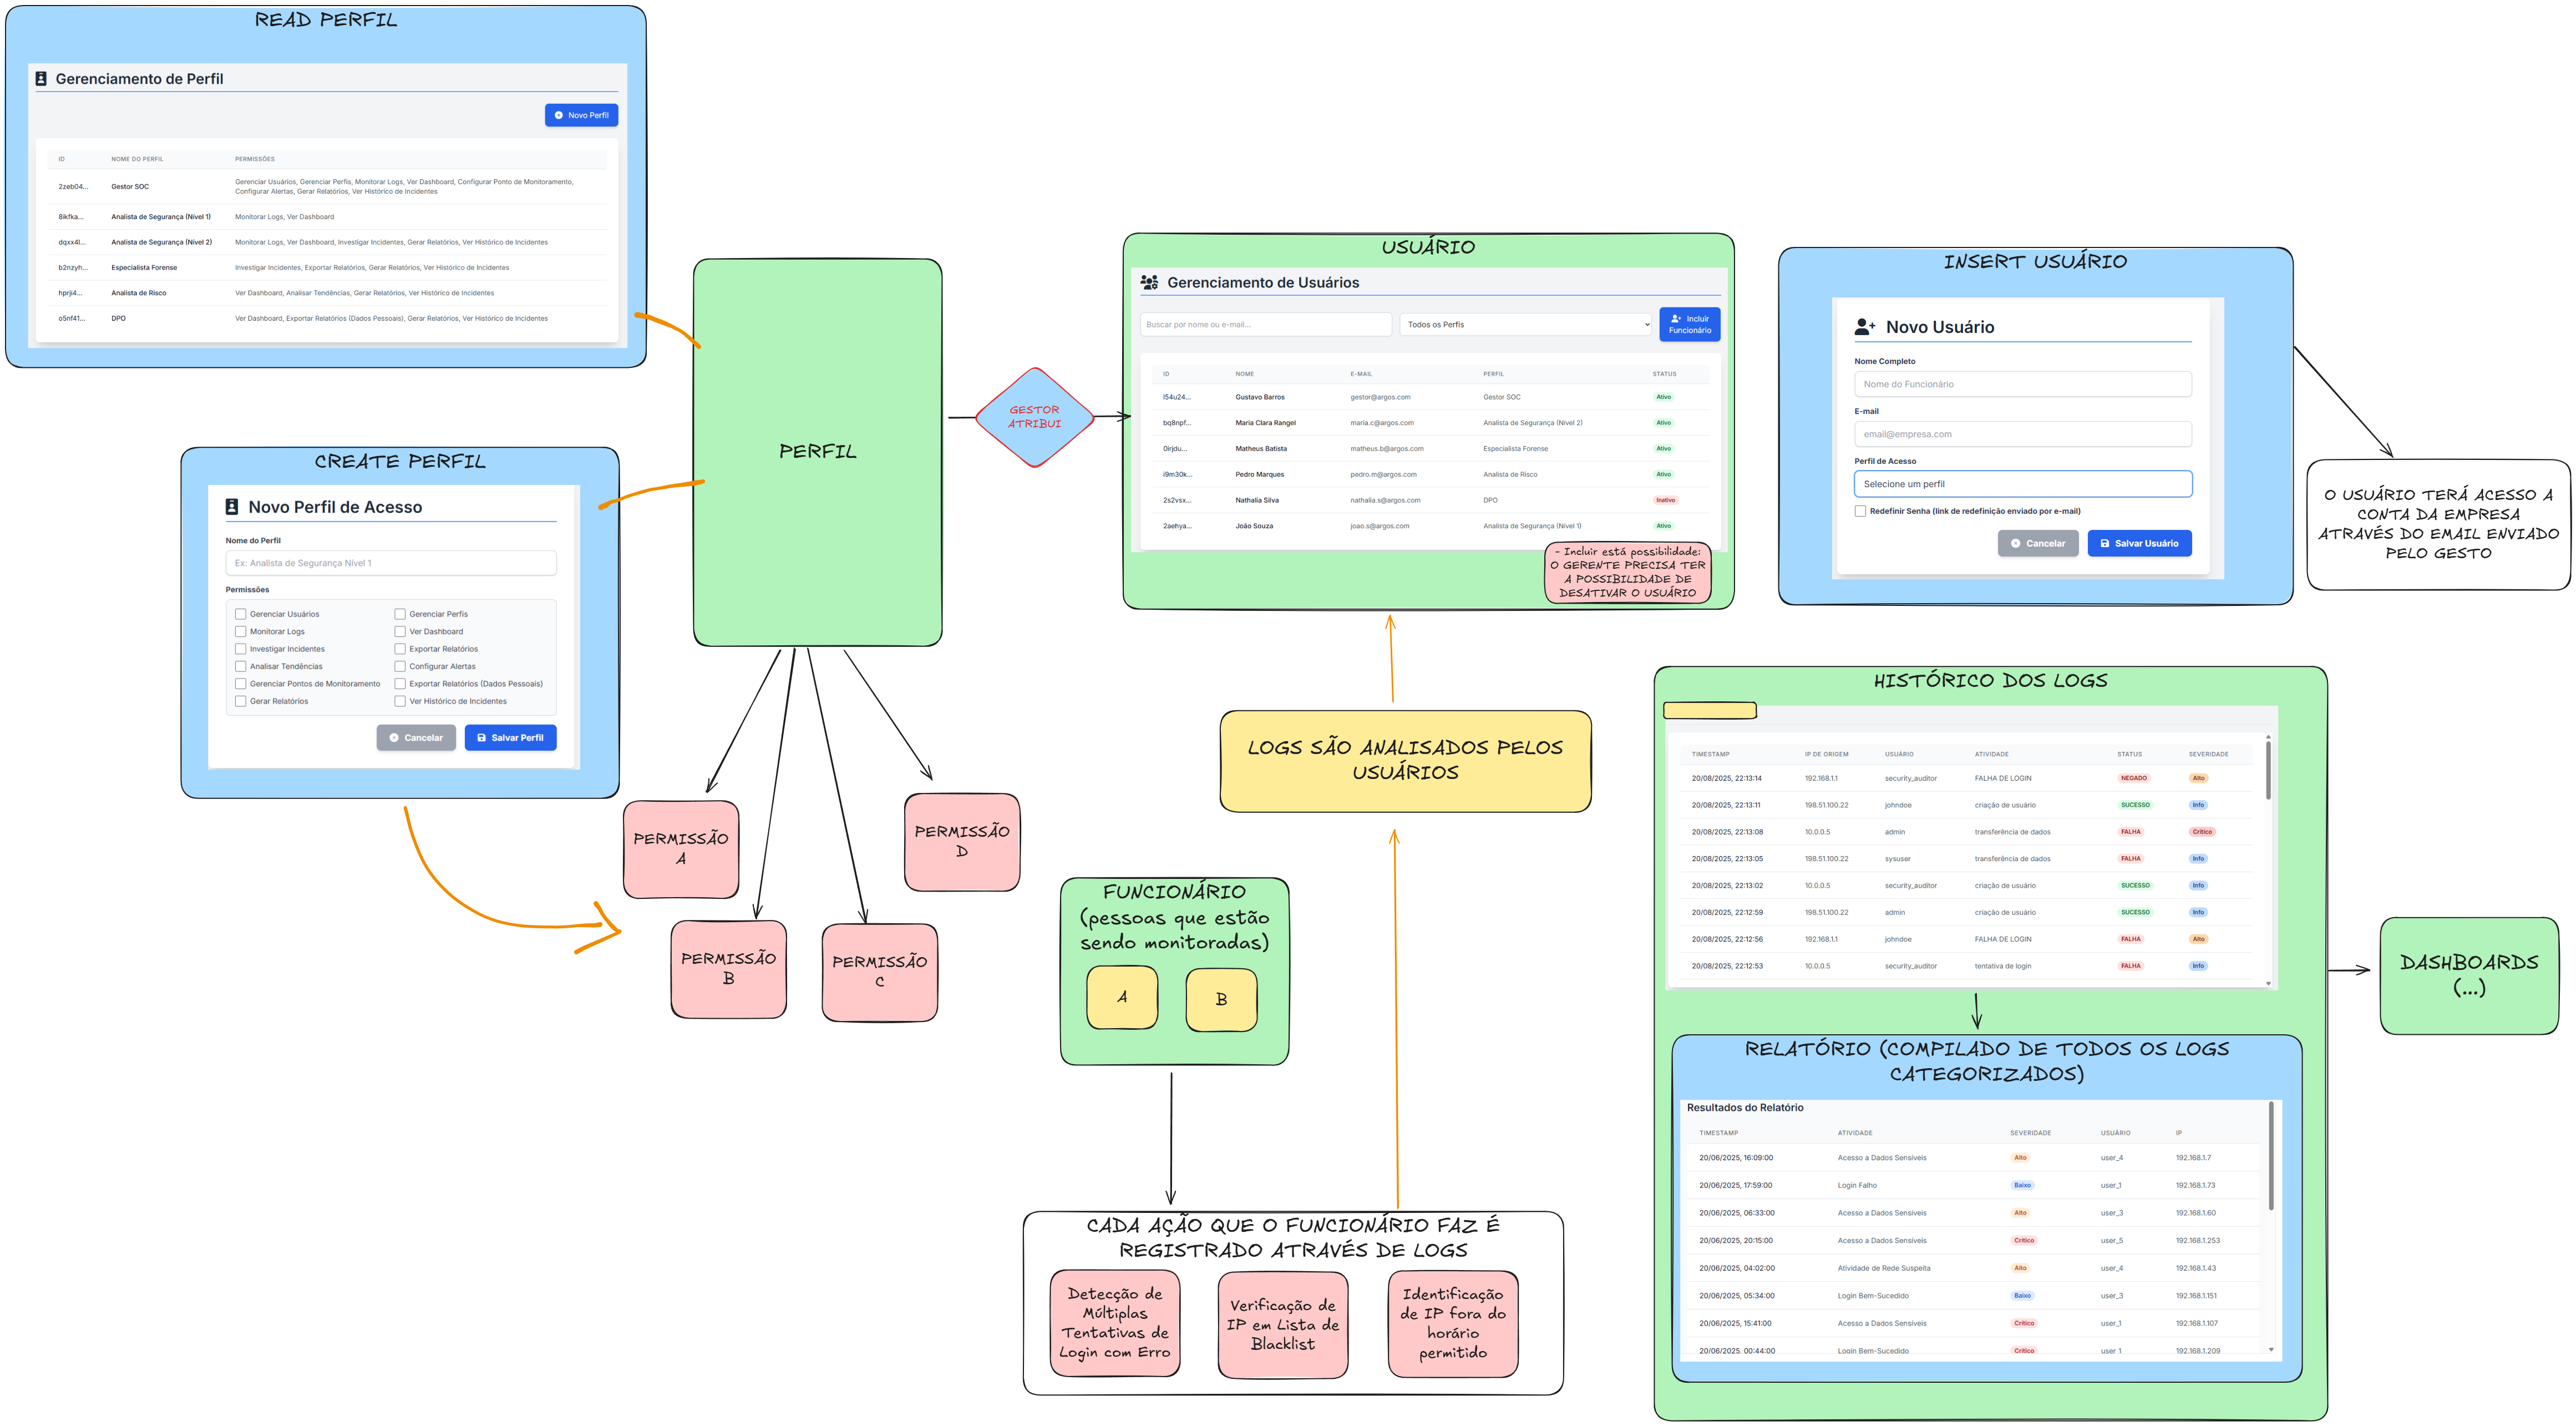 READ PERFIL
Gerenciamento de Perfil
Novo Perfil
ID NOME DO PERFIL PERMISSÕES
2zeb04... Gestor SOC Gerenciar Usuários, Gerenciar Perfis, Monitorar Logs, Ver Dashboard, Configurar Ponto de Monitoramento,
Configurar Alertas, Gerar Relatórios, Ver Histórico de Incidentes
8ikfka... Analista de Segurança (Nível 1) Monitorar Logs, Ver Dashboard
dqxx4l... Analista de Segurança (Nível 2) Monitorar Logs, Ver Dashboard, Investigar Incidentes, Gerar Relatórios, Ver Histórico de Incidentes
b2nzyh... Especialista Forense Investigar Incidentes, Exportar Relatórios, Gerar Relatórios, Ver Histórico de Incidentes
hprji4... Analista de Risco Ver Dashboard, Analisar Tendências, Gerar Relatórios, Ver Histórico de Incidentes
o5nf41... DPO Ver Dashboard, Exportar Relatórios (Dados Pessoais), Gerar Relatórios, Ver Histórico de Incidentes
CREATE PERFIL
Novo Perfil de Acesso
Nome do Perfil
Ex: Analista de Segurança Nível 1
Permissões
Gerenciar Usuários Gerenciar Perfis
Monitorar Logs Ver Dashboard
Investigar Incidentes Exportar Relatórios
Analisar Tendências Configurar Alertas
Gerenciar Pontos de Monitoramento Exportar Relatórios (Dados Pessoais)
Gerar Relatórios Ver Histórico de Incidentes
Cancelar Salvar Perfil
PERFIL
GESTOR
ATRIBUI
PERMISSÃO
A
PERMISSÃO
B
PERMISSÃO
C
PERMISSÃO
D
USUÁRIO
Gerenciamento de Usuários
Buscar por nome ou e-mail... Todos os Perfis Incluir
Funcionário
ID NOME E-MAIL PERFIL STATUS
l54u24... Gustavo Barros gestor@argos.com Gestor SOC Ativo
bq8npf... Maria Clara Rangel maria.c@argos.com Analista de Segurança (Nível 2) Ativo
0irjdu... Matheus Batista matheus.b@argos.com Especialista Forense Ativo
i9m30k... Pedro Marques pedro.m@argos.com Analista de Risco Ativo
2s2vsx... Nathalia Silva nathalia.s@argos.com DPO Inativo
2aehya... João Souza joao.s@argos.com Analista de Segurança (Nível 1) Ativo
- Incluir está possibilidade:
O GERENTE PRECISA TER
A POSSIBILIDADE DE
DESATIVAR O USUÁRIO
INSERT USUÁRIO
Novo Usuário
Nome Completo
Nome do Funcionário
E-mail
email@empresa.com
Perfil de Acesso
Selecione um perfil
Redefinir Senha (link de redefinição enviado por e-mail)
Cancelar Salvar Usuário
O USUÁRIO TERÁ ACESSO A
CONTA DA EMPRESA
ATRAVÉS DO EMAIL ENVIADO
PELO GESTO
LOGS SÃO ANALISADOS PELOS
USUÁRIOS
FUNCIONÁRIO
(pessoas que estão
sendo monitoradas)
A B
CADA AÇÃO QUE O FUNCIONÁRIO FAZ É
REGISTRADO ATRAVÉS DE LOGS
Detecção de
Múltiplas
Tentativas de
Login com Erro
Verificação de
IP em Lista de
Blacklist
Identificação
de IP fora do
horário
permitido
HISTÓRICO DOS LOGS
TIMESTAMP IP DE ORIGEM USUÁRIO ATIVIDADE STATUS SEVERIDADE
20/08/2025, 22:13:14 192.168.1.1 security_auditor FALHA DE LOGIN NEGADO Alto
20/08/2025, 22:13:11 198.51.100.22 johndoe criação de usuário SUCESSO Info
20/08/2025, 22:13:08 10.0.0.5 admin transferência de dados FALHA Crítico
20/08/2025, 22:13:05 198.51.100.22 sysuser transferência de dados FALHA Info
20/08/2025, 22:13:02 10.0.0.5 security_auditor criação de usuário SUCESSO Info
20/08/2025, 22:12:59 198.51.100.22 admin criação de usuário SUCESSO Info
20/08/2025, 22:12:56 192.168.1.1 johndoe FALHA DE LOGIN FALHA Alto
20/08/2025, 22:12:53 10.0.0.5 security_auditor tentativa de login FALHA Info
RELATÓRIO (COMPILADO DE TODOS OS LOGS
CATEGORIZADOS)
Resultados do Relatório
TIMESTAMP ATIVIDADE SEVERIDADE USUÁRIO IP
20/06/2025, 16:09:00 Acesso a Dados Sensíveis Alto user_4 192.168.1.7
20/06/2025, 17:59:00 Login Falho Baixo user_1 192.168.1.73
20/06/2025, 06:33:00 Acesso a Dados Sensíveis Alto user_3 192.168.1.60
20/06/2025, 20:15:00 Acesso a Dados Sensíveis Crítico user_5 192.168.1.253
20/06/2025, 04:02:00 Atividade de Rede Suspeita Alto user_4 192.168.1.43
20/06/2025, 05:34:00 Login Bem-Sucedido Baixo user_3 192.168.1.151
20/06/2025, 15:41:00 Acesso a Dados Sensíveis Crítico user_1 192.168.1.107
20/06/2025, 00:44:00 Login Bem-Sucedido Crítico user_1 192.168.1.209
DASHBOARDS
(...)